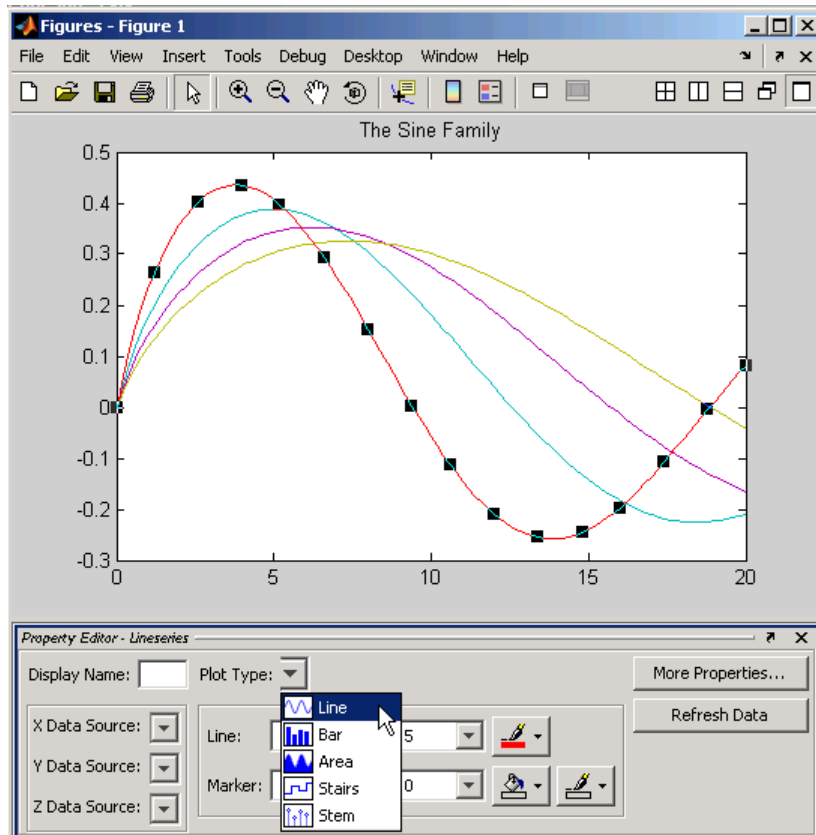 Figures - Figure 1
File Edit View Insert Tools Debug Desktop Window Help
The Sine Family
0.5
0.4
0.3
0.2
0.1
0
-0.1
-0.2
-0.3
0 5 10 15 20
Property Editor - Lineseries
Display Name: Plot Type: More Properties...
Line
X Data Source: Line: 5 Refresh Data
Bar
Y Data Source: Area
Marker: 0
Stairs
Z Data Source: Stem